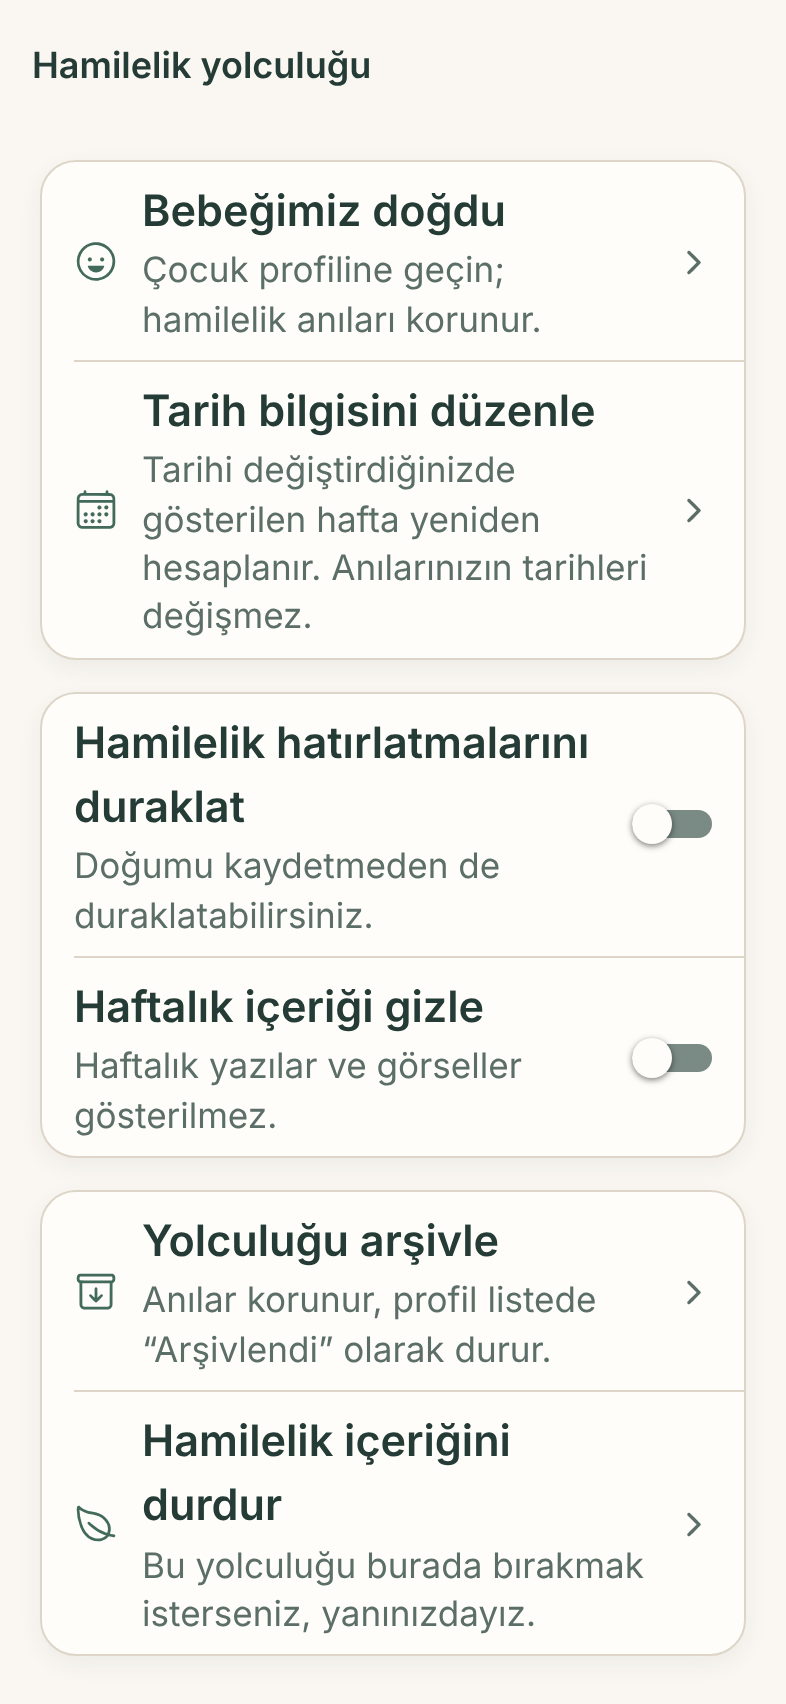 Hamilelik yolculuğu
Bebeğimiz doğdu
Çocuk profiline geçin;
hamilelik anıları korunur.
Tarih bilgisini düzenle
Tarihi değiştirdiğinizde
gösterilen hafta yeniden
hesaplanır. Anılarınızın tarihleri
değişmez.
Hamilelik hatırlatmalarını
duraklat
Doğumu kaydetmeden de
duraklatabilirsiniz.
Haftalık içeriği gizle
Haftalık yazılar ve görseller
gösterilmez.
Yolculuğu arşivle
Anılar korunur, profil listede
“Arşivlendi” olarak durur.
Hamilelik içeriğini
durdur
Bu yolculuğu burada bırakmak
isterseniz, yanınızdayız.